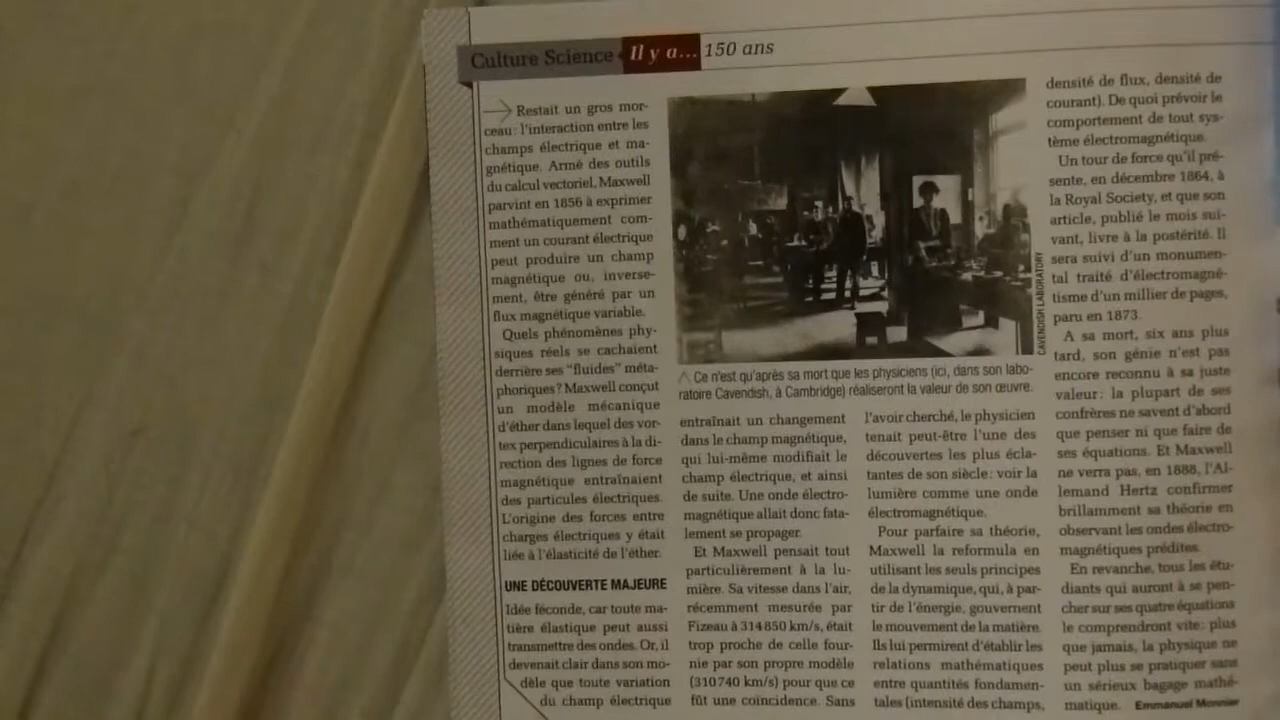 Culture Science Il y a... 150 ans
→ Restait un gros mor-
ceau : l'interaction entre les
champs électrique et ma-
gnétique. Armé des outils
du calcul vectoriel, Maxwell
parvint en 1856 à exprimer
mathématiquement com-
ment un courant électrique
peut produire un champ
magnétique ou, inverse-
ment, être généré par un
flux magnétique variable.
Quels phénomènes phy-
siques réels se cachaient
derrière ses "fluides" méta-
phoriques ? Maxwell conçut
un modèle mécanique
d'éther dans lequel des vor-
tex perpendiculaires à la di-
rection des lignes de force
magnétique entraînaient
des particules électriques.
L'origine des forces entre
charges électriques y était
liée à l'élasticité de l'éther.
UNE DÉCOUVERTE MAJEURE
Idée féconde, car toute ma-
tière élastique peut aussi
transmettre des ondes. Or, il
devenait clair dans son mo-
dèle que toute variation
du champ électrique
CAVENDISH LABORATORY
Ce n'est qu'après sa mort que les physiciens (ici, dans son labo-
ratoire Cavendish, à Cambridge) réaliseront la valeur de son œuvre.
entraînait un changement
dans le champ magnétique,
qui lui-même modifiait le
champ électrique, et ainsi
de suite. Une onde électro-
magnétique allait donc fata-
lement se propager.
Et Maxwell pensait tout
particulièrement à la lu-
mière. Sa vitesse dans l'air,
récemment mesurée par
Fizeau à 314 850 km/s, était
trop proche de celle four-
nie par son propre modèle
(310 740 km/s) pour que ce
fût une coïncidence. Sans
l'avoir cherché, le physicien
tenait peut-être l'une des
découvertes les plus écla-
tantes de son siècle : voir la
lumière comme une onde
électromagnétique.
Pour parfaire sa théorie,
Maxwell la reformula en
utilisant les seuls principes
de la dynamique, qui, à par-
tir de l'énergie, gouvernent
le mouvement de la matière.
Ils lui permirent d'établir les
relations mathématiques
entre quantités fondamen-
tales (intensité des champs,
densité de flux, densité de
courant). De quoi prévoir le
comportement de tout sys-
tème électromagnétique.
Un tour de force qu'il pré-
sente, en décembre 1864, à
la Royal Society, et que son
article, publié le mois sui-
vant, livre à la postérité. Il
sera suivi d'un monumen-
tal traité d'électromagné-
tisme d'un millier de pages,
paru en 1873.
A sa mort, six ans plus
tard, son génie n'est pas
encore reconnu à sa juste
valeur : la plupart de ses
confrères ne savent d'abord
que penser ni que faire de
ses équations. Et Maxwell
ne verra pas, en 1888, l'Al-
lemand Hertz confirmer
brillamment sa théorie en
observant les ondes électro-
magnétiques prédites.
En revanche, tous les étu-
diants qui auront à se pen-
cher sur ses quatre équations
le comprendront vite : plus
que jamais, la physique ne
peut plus se pratiquer sans
un sérieux bagage mathé-
matique. Emmanuel Monnier